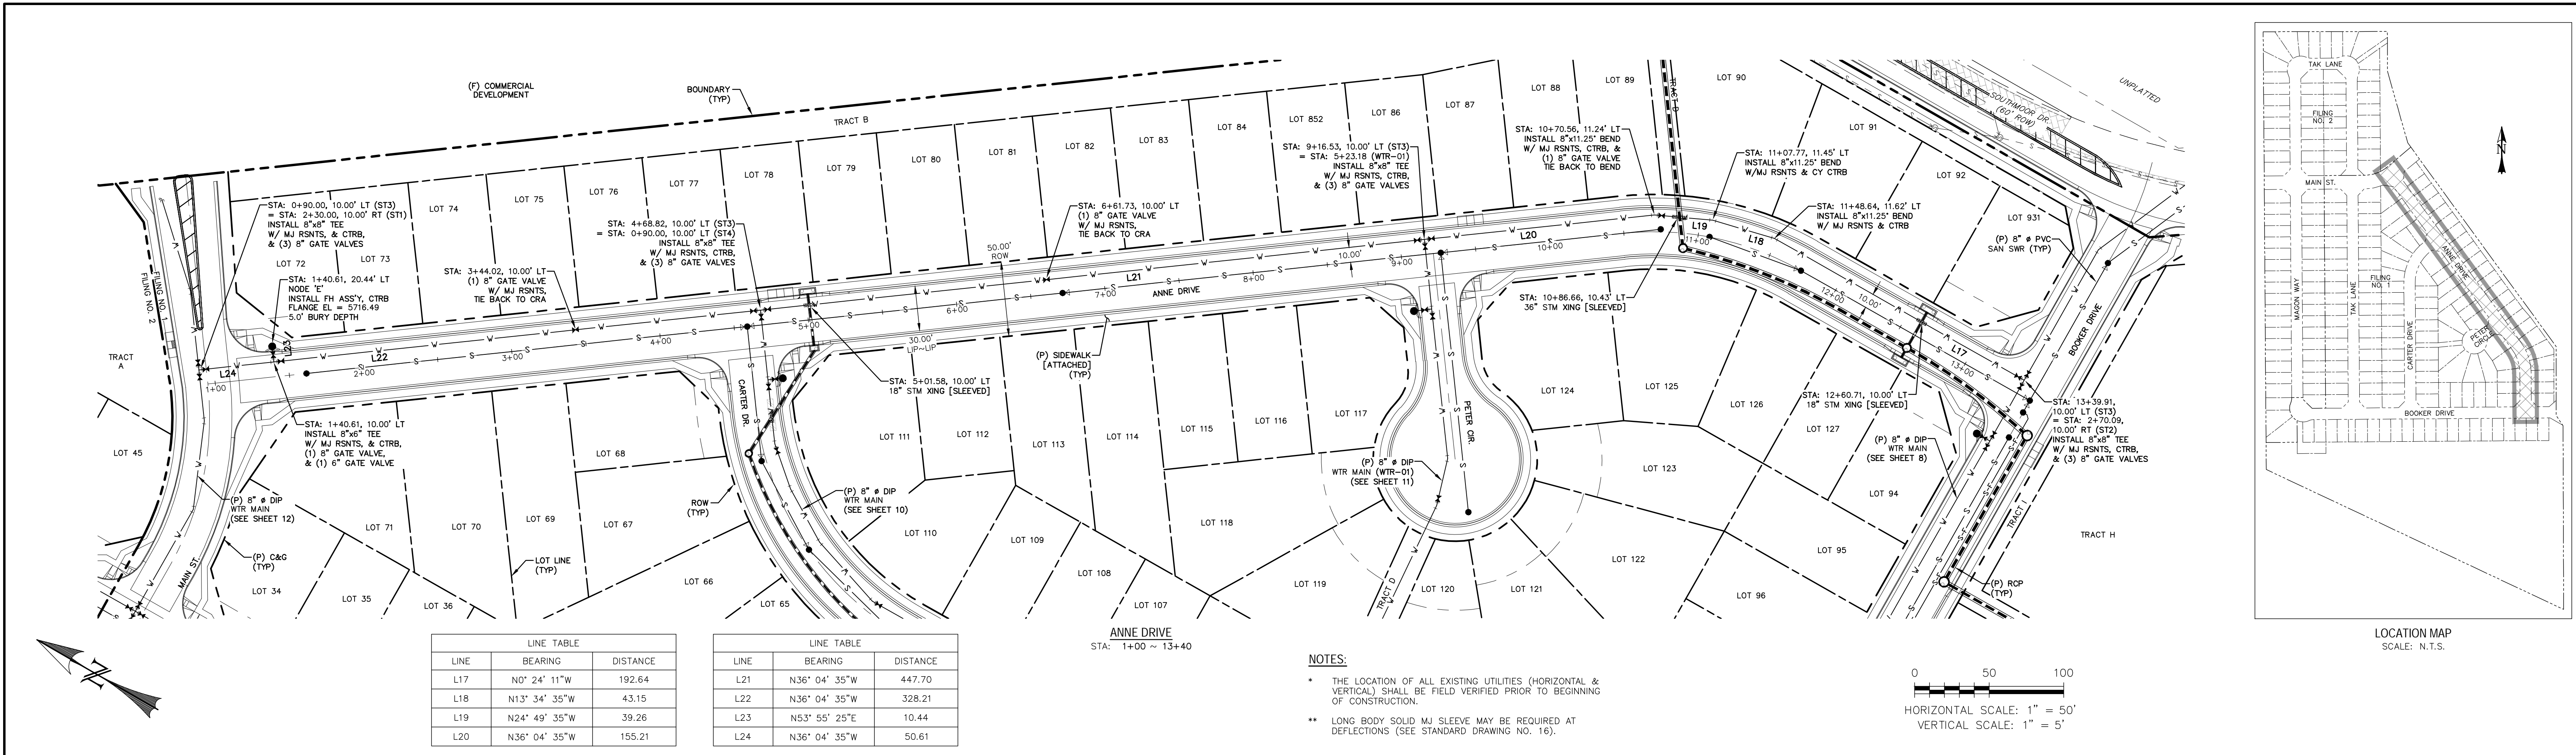 (F) COMMERCIAL
DEVELOPMENT
BOUNDARY
(TYP)
TRACT B
LOT 72
LOT 73
LOT 74
LOT 75
LOT 76
LOT 77
LOT 78
LOT 79
LOT 80
LOT 81
LOT 82
LOT 83
LOT 84
LOT 852
LOT 86
LOT 87
LOT 88
LOT 89
TRACT D
LOT 90
LOT 91
LOT 92
LOT 931
SOUTHMOOR DR.
(60' ROW)
UNPLATTED
STA: 0+90.00, 10.00' LT (ST3)
= STA: 2+30.00, 10.00' RT (ST1)
INSTALL 8"x8" TEE
W/ MJ RSNTS, & CTRB,
& (3) 8" GATE VALVES
STA: 1+40.61, 20.44' LT
NODE 'E'
INSTALL FH ASS'Y, CTRB
FLANGE EL = 5716.49
5.0' BURY DEPTH
3+44.02, 10.00' LT
(1) 8" GATE VALVE
W/ MJ RSNTS,
TIE BACK TO CRA
STA: 4+68.82, 10.00' LT (ST3)
= STA: 0+90.00, 10.00' LT (ST4)
INSTALL 8"x8" TEE
W/ MJ RSNTS, CTRB,
& (3) 8" GATE VALVES
STA: 6+61.73, 10.00' LT
(1) 8" GATE VALVE
W/ MJ RSNTS,
TIE BACK TO CRA
STA: 9+16.53, 10.00' LT (ST3)
= STA: 5+23.18 (WTR-01)
INSTALL 8"x8" TEE
W/ MJ RSNTS, CTRB,
& (3) 8" GATE VALVES
STA: 10+70.56, 11.24' LT
INSTALL 8"x11.25° BEND
W/ MJ RSNTS, CTRB, &
(1) 8" GATE VALVE
TIE BACK TO BEND
STA: 11+07.77, 11.45' LT
INSTALL 8"x11.25° BEND
W/MJ RSNTS & CY CTRB
STA: 11+48.64, 11.62' LT
INSTALL 8"x11.25° BEND
W/ MJ RSNTS & CTRB
(P) 8" ø PVC
SAN SWR (TYP)
FILING NO. 1
FILING NO. 2
TRACT
A
LOT 45
L24
L23
L22
L21
L20
L19
L18
L17
1+00
2+00
3+00
4+00
5+00
6+00
7+00
8+00
9+00
10+00
11+00
12+00
13+00
50.00'
ROW
30.00'
LIP~LIP
10.00'
10.00'
ANNE DRIVE
BOOKER DRIVE
CARTER DR.
PETER CIR.
MAIN ST.
STA: 1+40.61, 10.00' LT
INSTALL 8"x6" TEE
W/ MJ RSNTS, & CTRB,
(1) 8" GATE VALVE,
& (1) 6" GATE VALVE
STA: 5+01.58, 10.00' LT
18" STM XING [SLEEVED]
(P) SIDEWALK
[ATTACHED]
(TYP)
STA: 10+86.66, 10.43' LT
36" STM XING [SLEEVED]
STA: 12+60.71, 10.00' LT
18" STM XING [SLEEVED]
STA: 13+39.91,
10.00' LT (ST3)
= STA: 2+70.09,
10.00' RT (ST2)
INSTALL 8"x8" TEE
W/ MJ RSNTS, CTRB,
& (3) 8" GATE VALVES
(P) 8" ø DIP
WTR MAIN
(SEE SHEET 12)
(P) C&G
(TYP)
LOT LINE
(TYP)
ROW
(TYP)
(P) 8" ø DIP
WTR MAIN
(SEE SHEET 10)
(P) 8" ø DIP
WTR MAIN (WTR-01)
(SEE SHEET 11)
(P) 8" ø DIP
WTR MAIN
(SEE SHEET 8)
(P) RCP
(TYP)
LOT 34
LOT 35
LOT 36
LOT 71
LOT 70
LOT 69
LOT 68
LOT 67
LOT 66
LOT 65
LOT 110
LOT 111
LOT 112
LOT 113
LOT 114
LOT 115
LOT 116
LOT 117
LOT 118
LOT 109
LOT 108
LOT 107
LOT 119
LOT 120
LOT 121
LOT 122
LOT 123
LOT 124
LOT 125
LOT 126
LOT 127
LOT 94
LOT 95
LOT 96
TRACT D
TRACT I
TRACT H
ANNE DRIVE
STA: 1+00 ~ 13+40
LINE TABLE
LINE BEARING DISTANCE
L17 N0° 24' 11"W 192.64
L18 N13° 34' 35"W 43.15
L19 N24° 49' 35"W 39.26
L20 N36° 04' 35"W 155.21
LINE TABLE
LINE BEARING DISTANCE
L21 N36° 04' 35"W 447.70
L22 N36° 04' 35"W 328.21
L23 N53° 55' 25"E 10.44
L24 N36° 04' 35"W 50.61
NOTES:
* THE LOCATION OF ALL EXISTING UTILITIES (HORIZONTAL &
VERTICAL) SHALL BE FIELD VERIFIED PRIOR TO BEGINNING
OF CONSTRUCTION.
** LONG BODY SOLID MJ SLEEVE MAY BE REQUIRED AT
DEFLECTIONS (SEE STANDARD DRAWING NO. 16).
0 50 100
HORIZONTAL SCALE: 1" = 50'
VERTICAL SCALE: 1" = 5'
N
TAK LANE
FILING
NO. 2
N
MAIN ST.
ANNE DRIVE
MAGON WAY
TAK LANE
FILING
NO. 1
CARTER DRIVE
PETER
CIRCLE
BOOKER DRIVE
LOCATION MAP
SCALE: N.T.S.